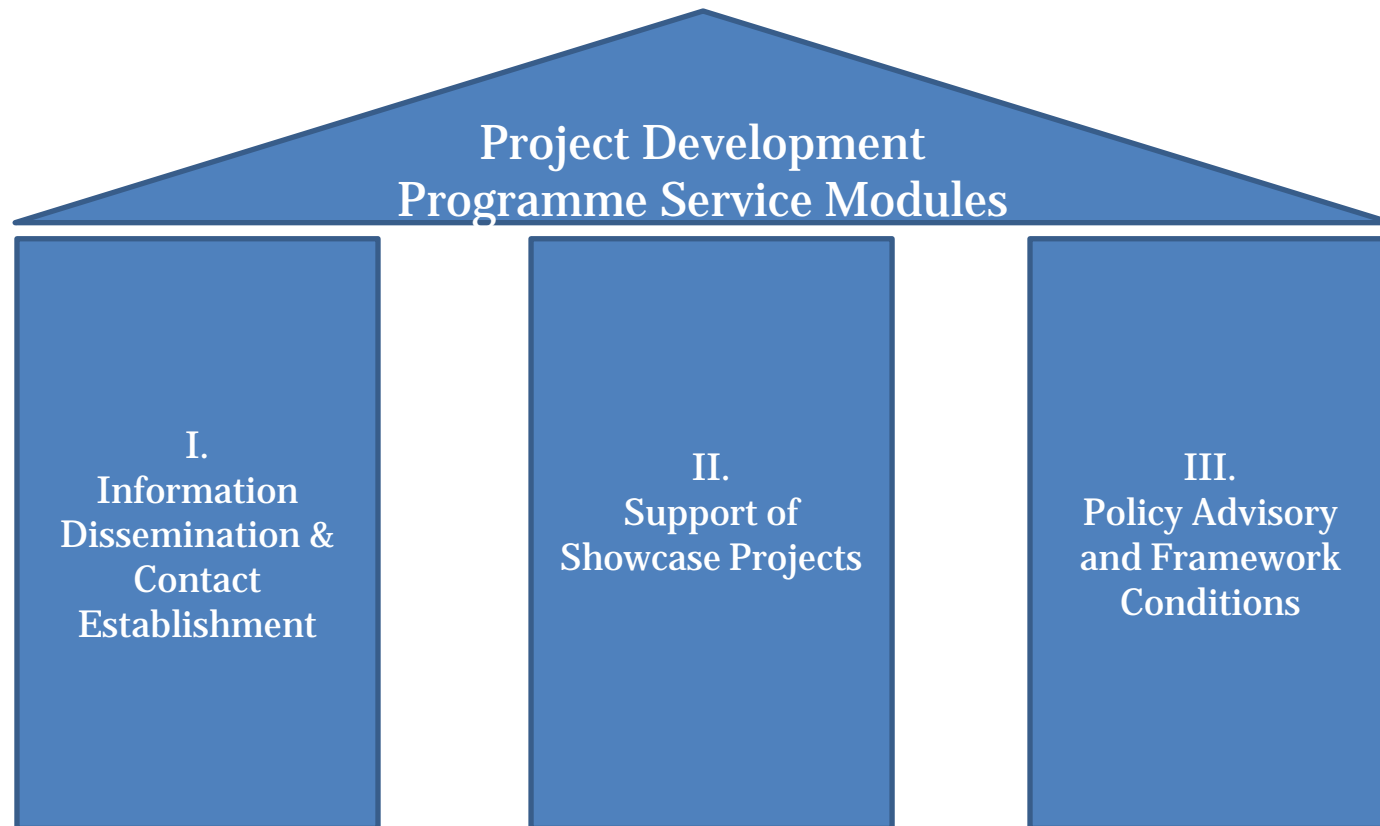 Project Development
Programme Service Modules
I.
Information
Dissemination &
Contact
Establishment
II.
Support of
Showcase Projects
III.
Policy Advisory
and Framework
Conditions